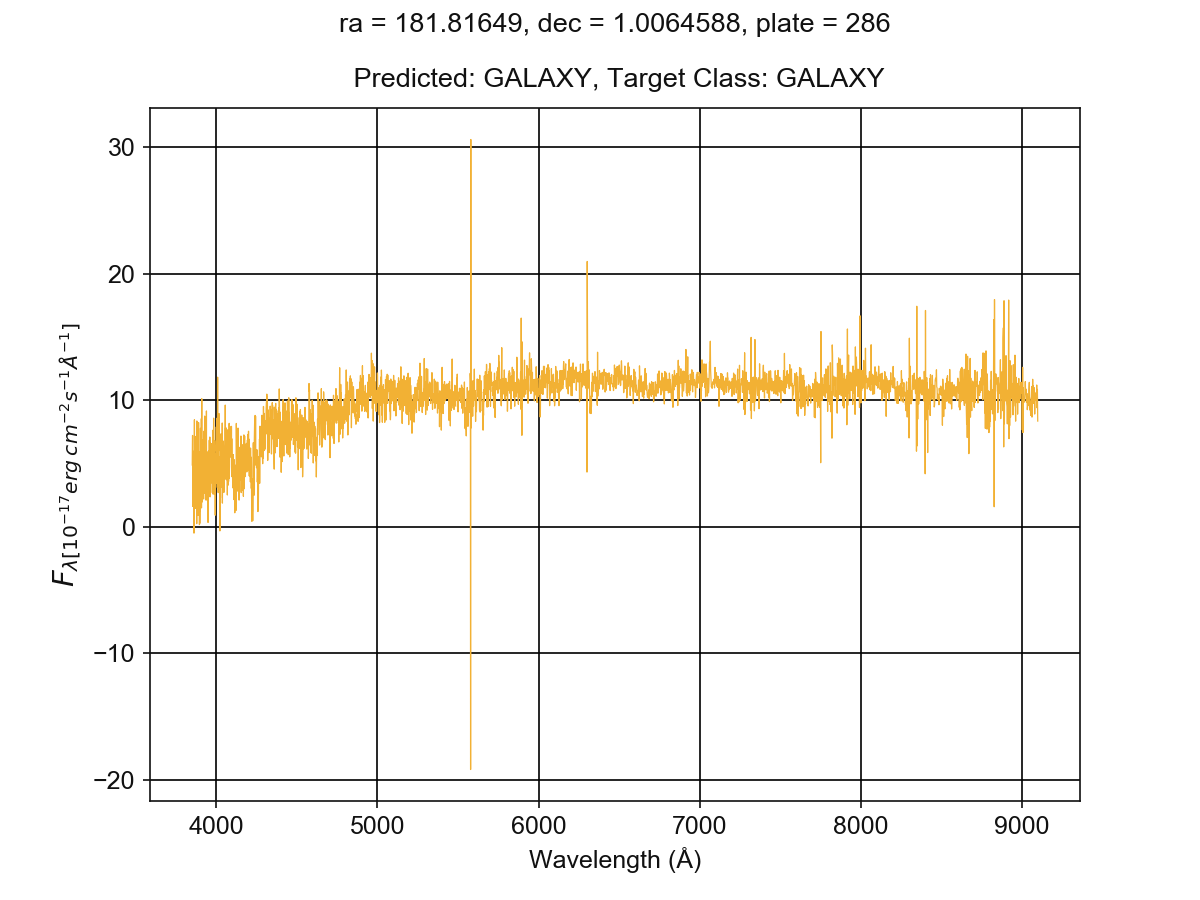 ra = 181.81649, dec = 1.0064588, plate = 286
Predicted: GALAXY, Target Class: GALAXY
30
20
10
0
−10
−20
F_{λ[10^{−17} erg cm^{−2} s^{−1} Å^{−1}]}
4000 5000 6000 7000 8000 9000
Wavelength (Å)